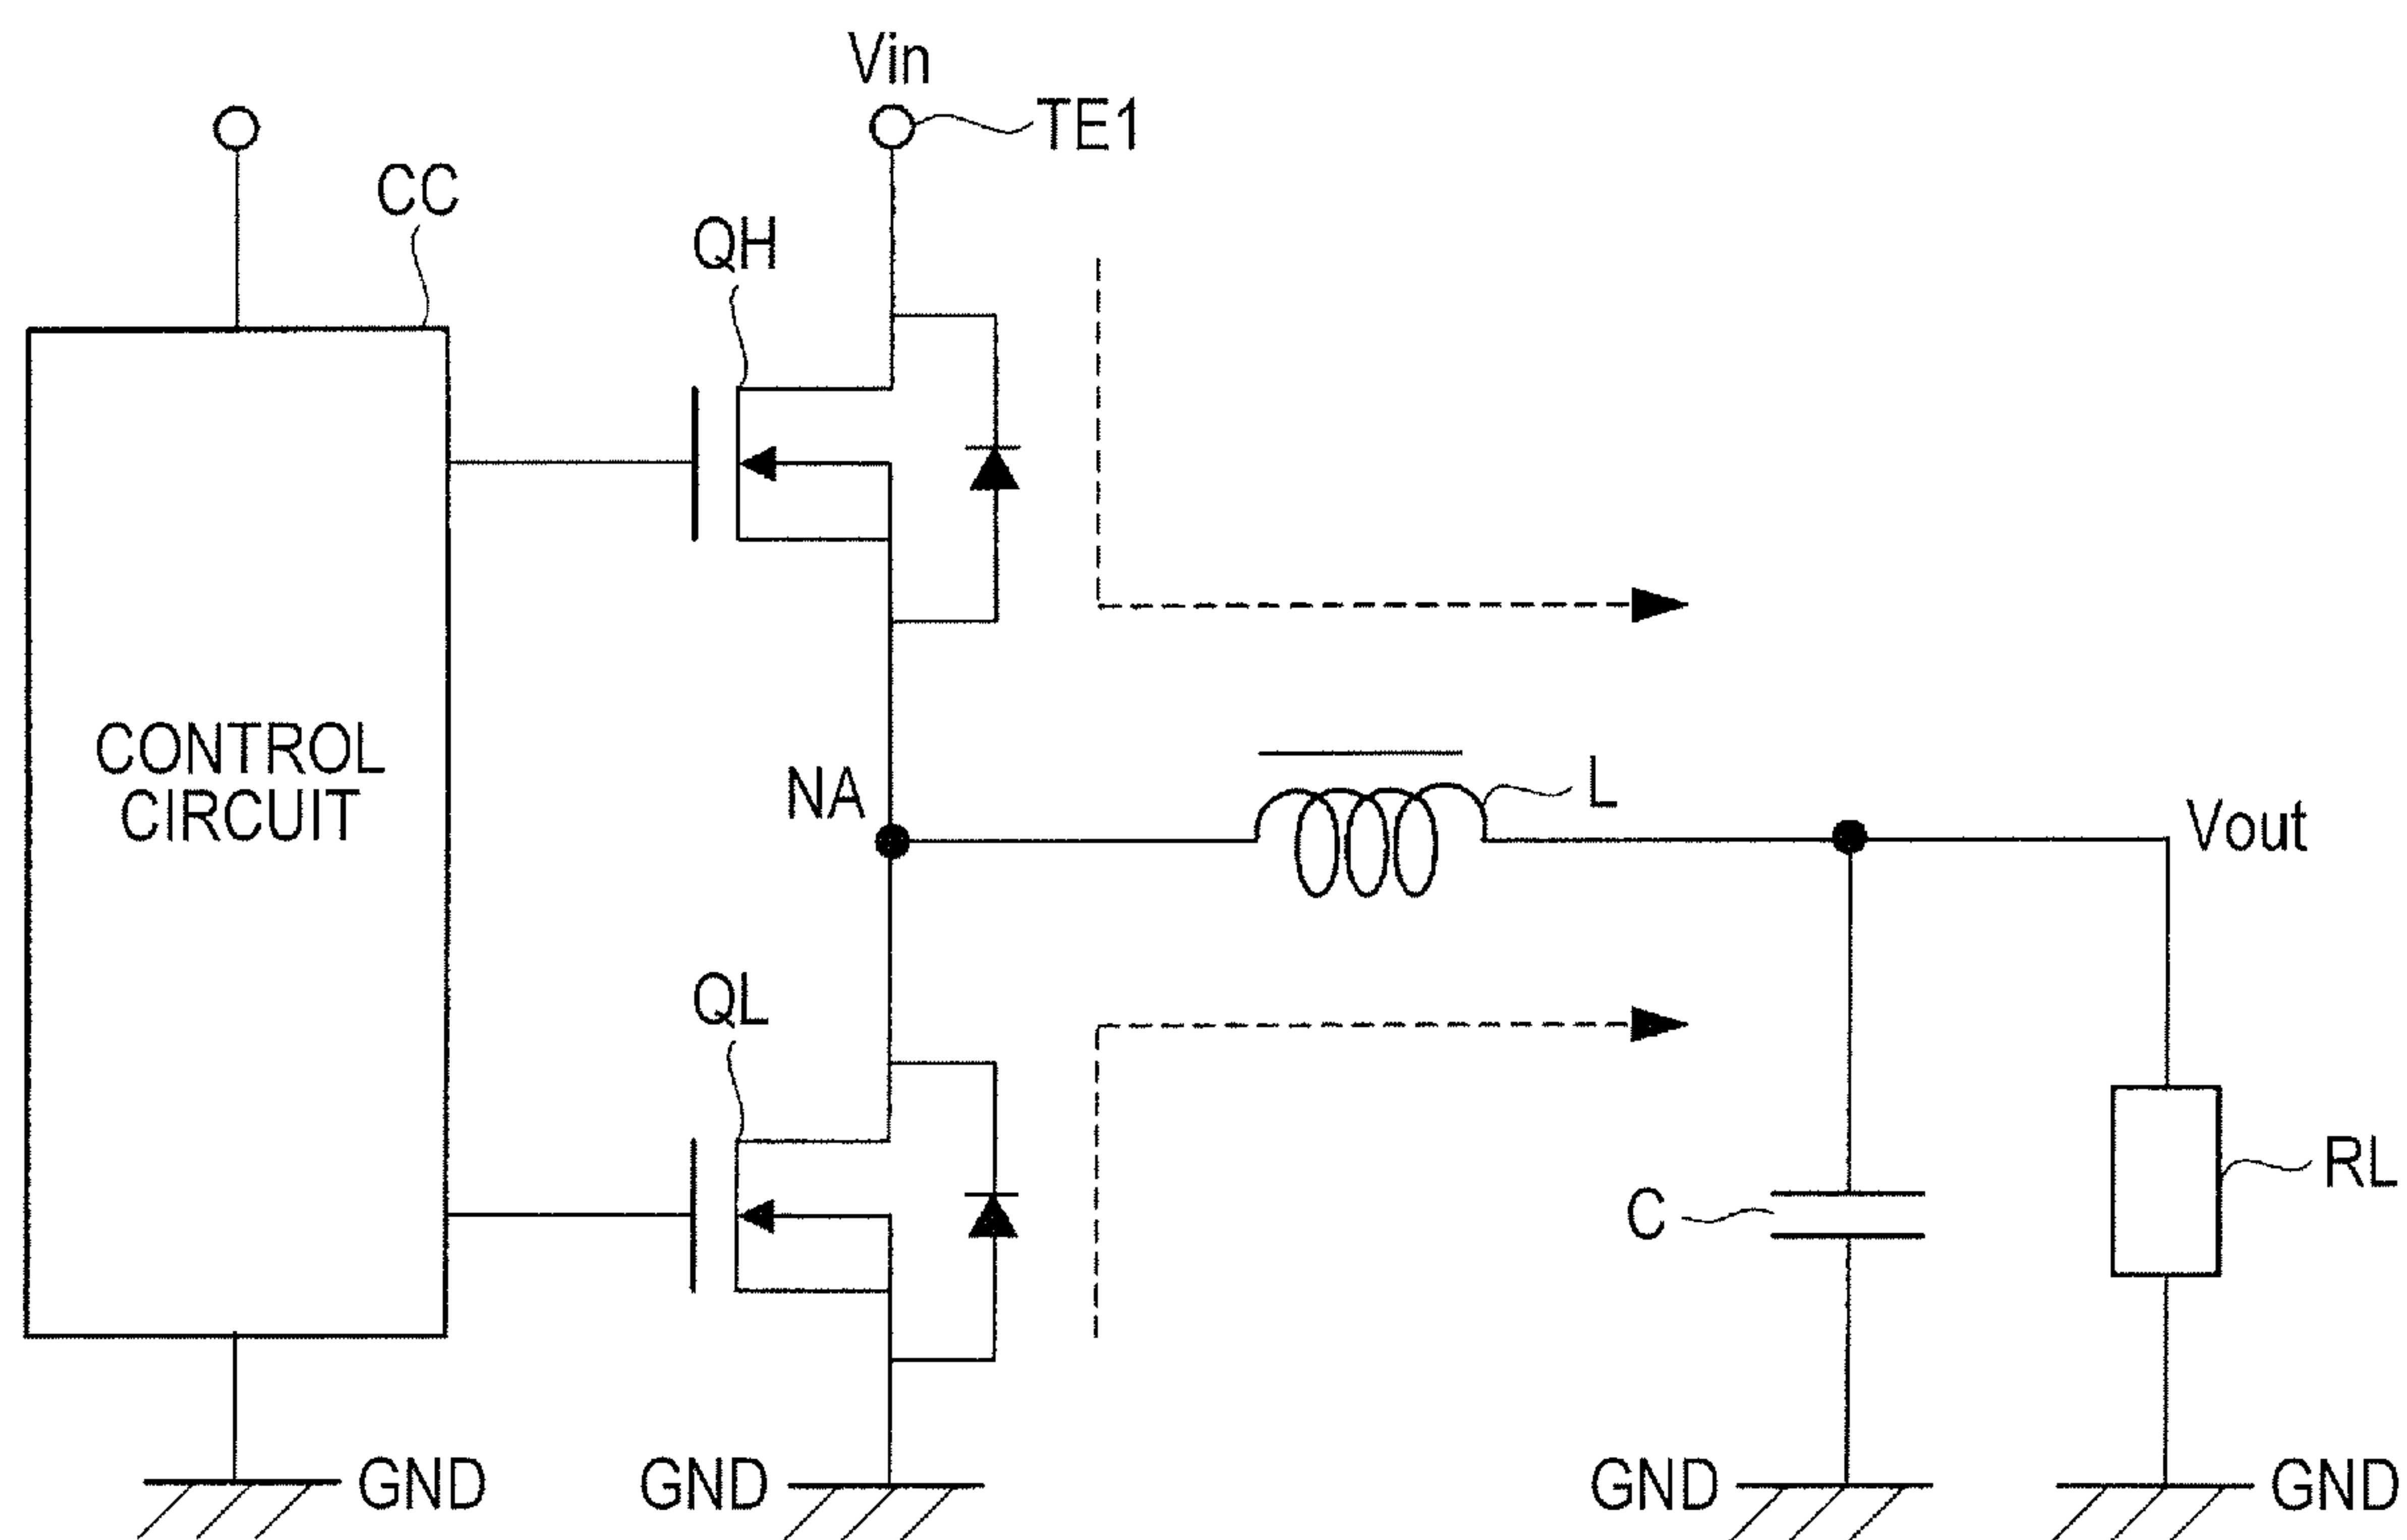 Vin
TE1
CC
QH
CONTROL
CIRCUIT
NA
L
Vout
QL
C
RL
GND
GND
GND
GND